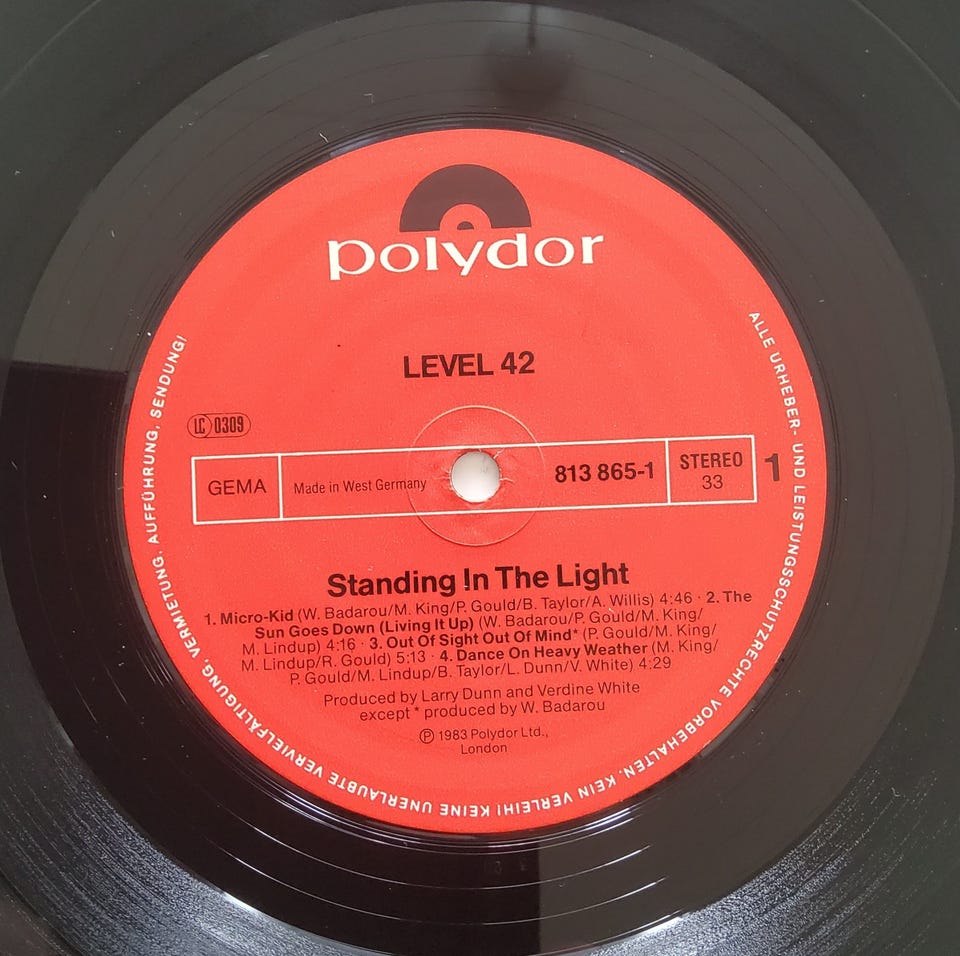 polydor
LEVEL 42
LC 0309
GEMA
Made in West Germany
813 865-1
STEREO
33
1
Standing In The Light
1. Micro-Kid (W. Badarou/M. King/P. Gould/B. Taylor/A. Willis) 4:46 · 2. The
Sun Goes Down (Living It Up) (W. Badarou/P. Gould/M. King/
M. Lindup) 4:16 · 3. Out Of Sight Out Of Mind* (P. Gould/M. King/
M. Lindup/R. Gould) 5:13 · 4. Dance On Heavy Weather (M. King/
P. Gould/M. Lindup/B. Taylor/L. Dunn/V. White) 4:29
Produced by Larry Dunn and Verdine White
except * produced by W. Badarou
℗ 1983 Polydor Ltd.,
London
ALLE URHEBER- UND LEISTUNGSSCHUTZRECHTE VORBEHALTEN. KEIN VERLEIH! KEINE UNERLAUBTE VERVIELFÄLTIGUNG, VERMIETUNG, AUFFÜHRUNG, SENDUNG!